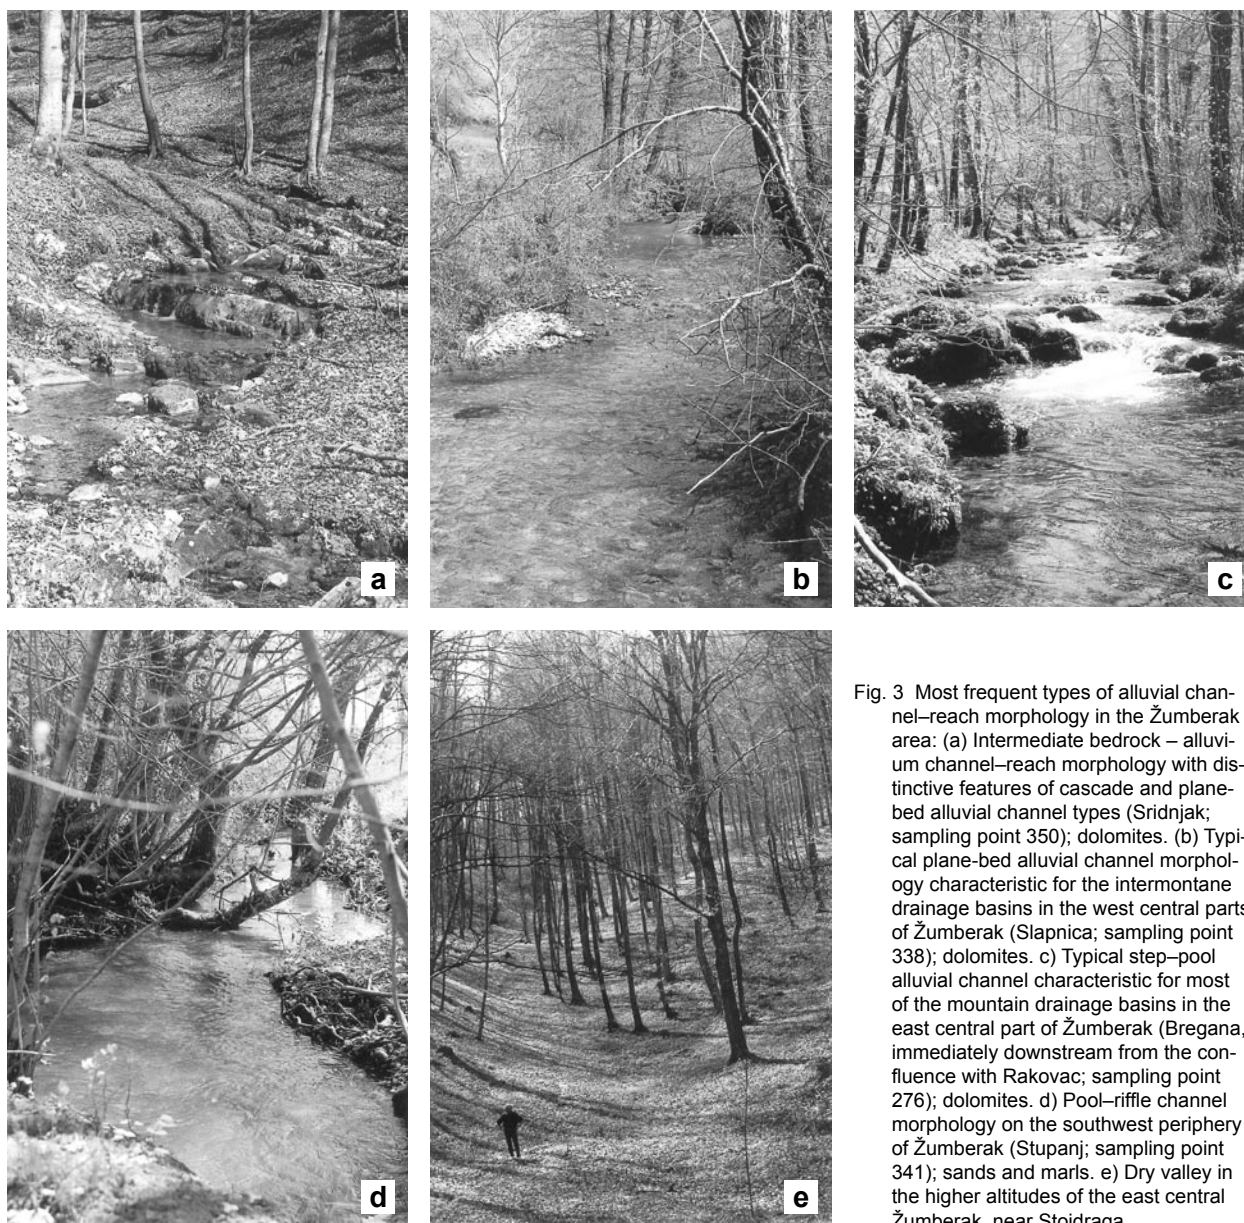 a
b
c
d
e
Fig. 3 Most frequent types of alluvial chan-
nel–reach morphology in the Žumberak
area: (a) Intermediate bedrock – alluvi-
um channel–reach morphology with dis-
tinctive features of cascade and plane-
bed alluvial channel types (Sridnjak;
sampling point 350); dolomites. (b) Typi-
cal plane-bed alluvial channel morphol-
ogy characteristic for the intermontane
drainage basins in the west central parts
of Žumberak (Slapnica; sampling point
338); dolomites. c) Typical step–pool
alluvial channel characteristic for most
of the mountain drainage basins in the
east central part of Žumberak (Bregana,
immediately downstream from the con-
fluence with Rakovac; sampling point
276); dolomites. d) Pool–riffle channel
morphology on the southwest periphery
of Žumberak (Stupanj; sampling point
341); sands and marls. e) Dry valley in
the higher altitudes of the east central
Žumberak, near Stojdraga.